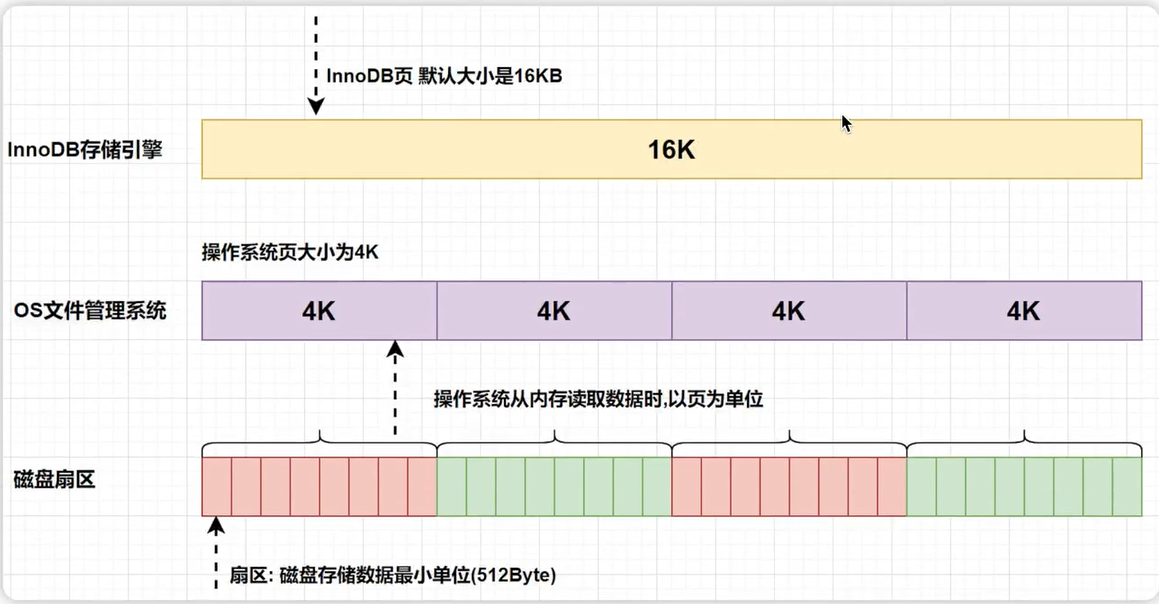 InnoDB页 默认大小是16KB
InnoDB存储引擎
16K
操作系统页大小为4K
OS文件管理系统
4K
4K
4K
4K
操作系统从内存读取数据时,以页为单位
磁盘扇区
扇区: 磁盘存储数据最小单位(512Byte)